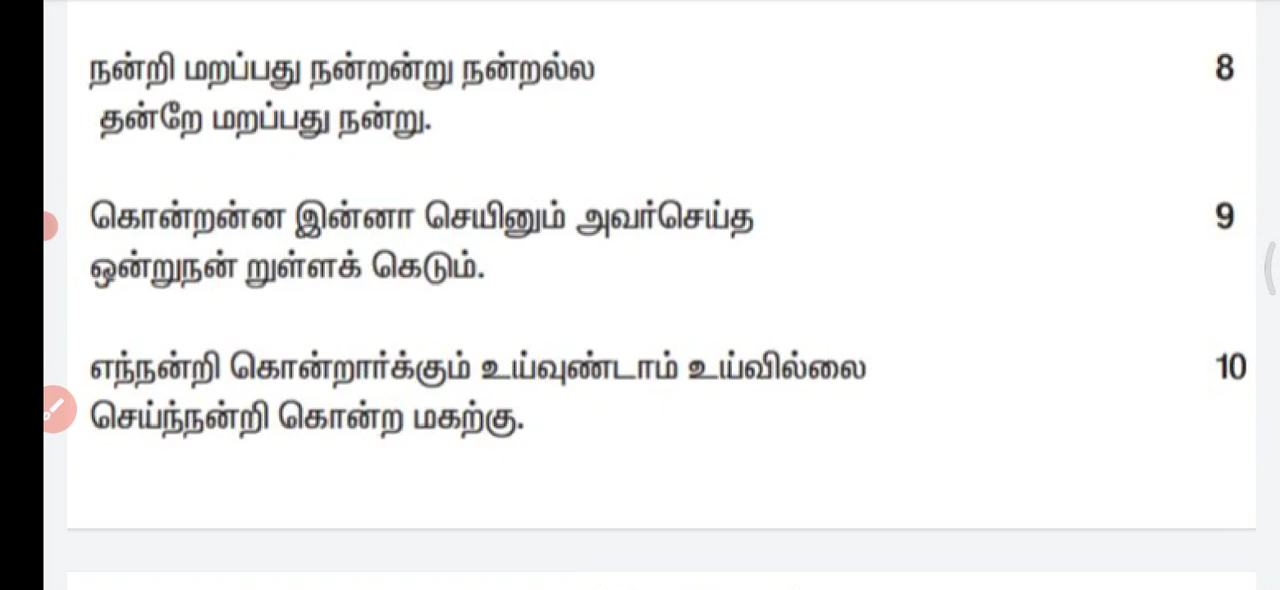 நன்றி மறப்பது நன்றன்று நன்றல்ல 8
தன்றே மறப்பது நன்று.
கொன்றன்ன இன்னா செயினும் அவர்செய்த 9
ஒன்றுநன் றுள்ளக் கெடும்.
எந்நன்றி கொன்றார்க்கும் உய்வுண்டாம் உய்வில்லை 10
செய்ந்நன்றி கொன்ற மகற்கு.